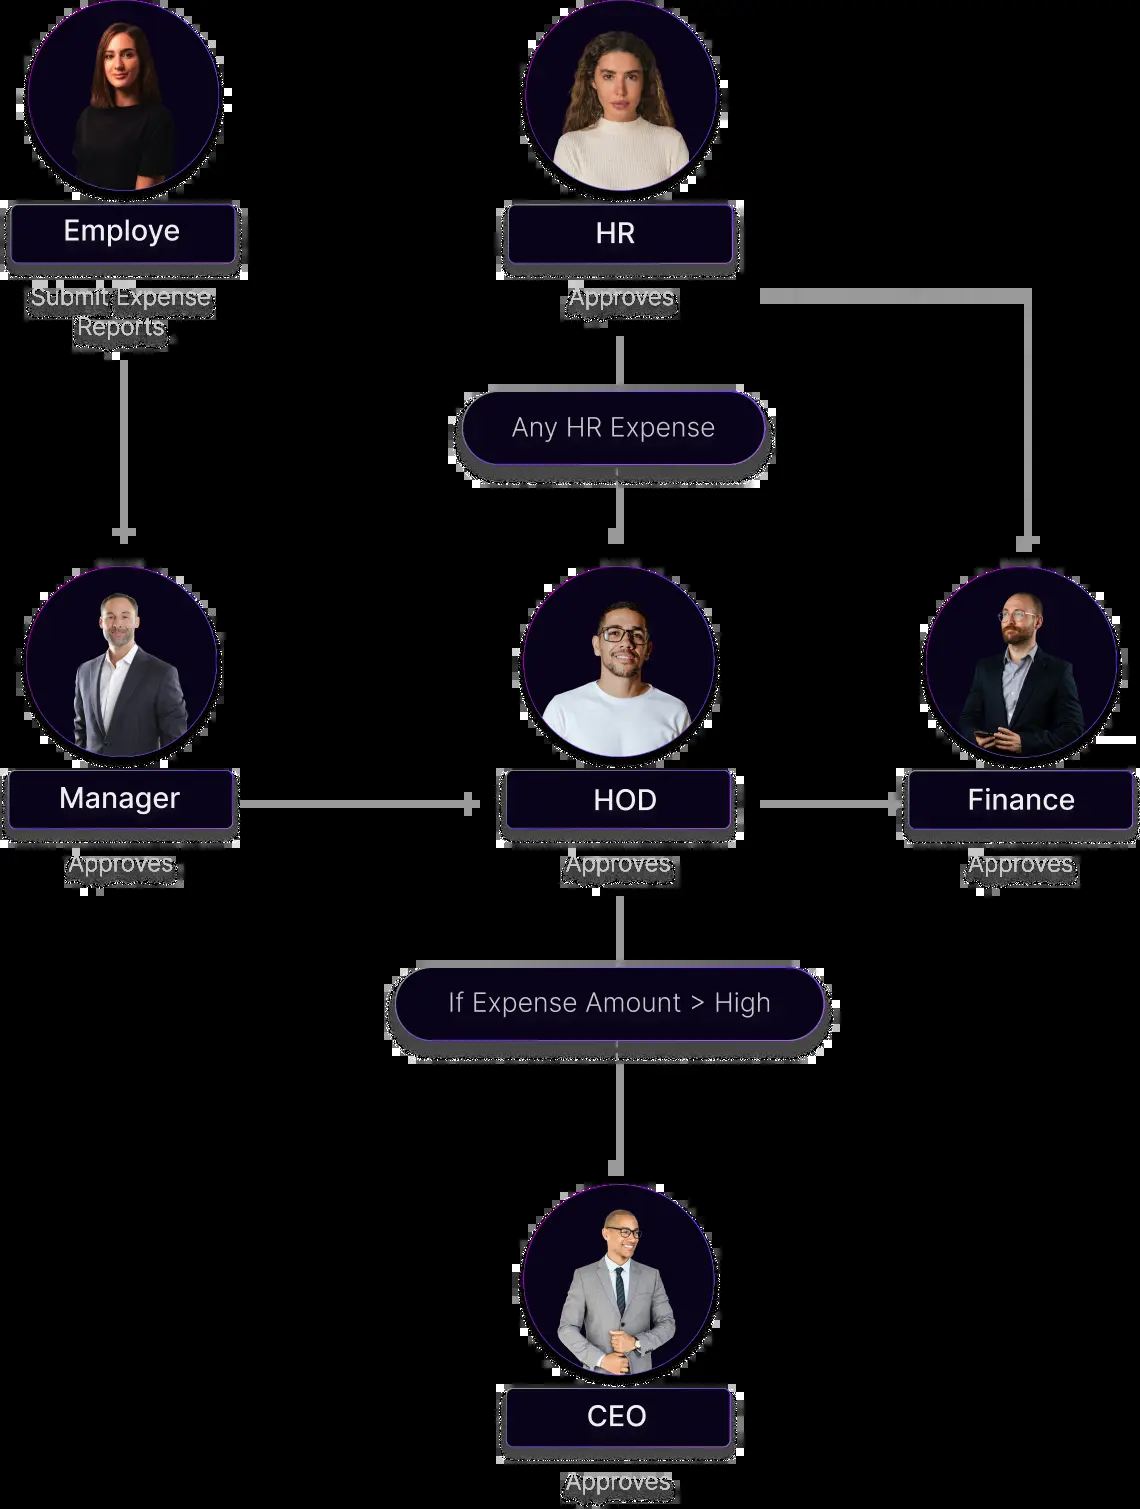 Employe
HR
Submit Expense
Reports
Approves
Any HR Expense
Manager
HOD
Finance
Approves
Approves
Approves
If Expense Amount > High
CEO
Approves